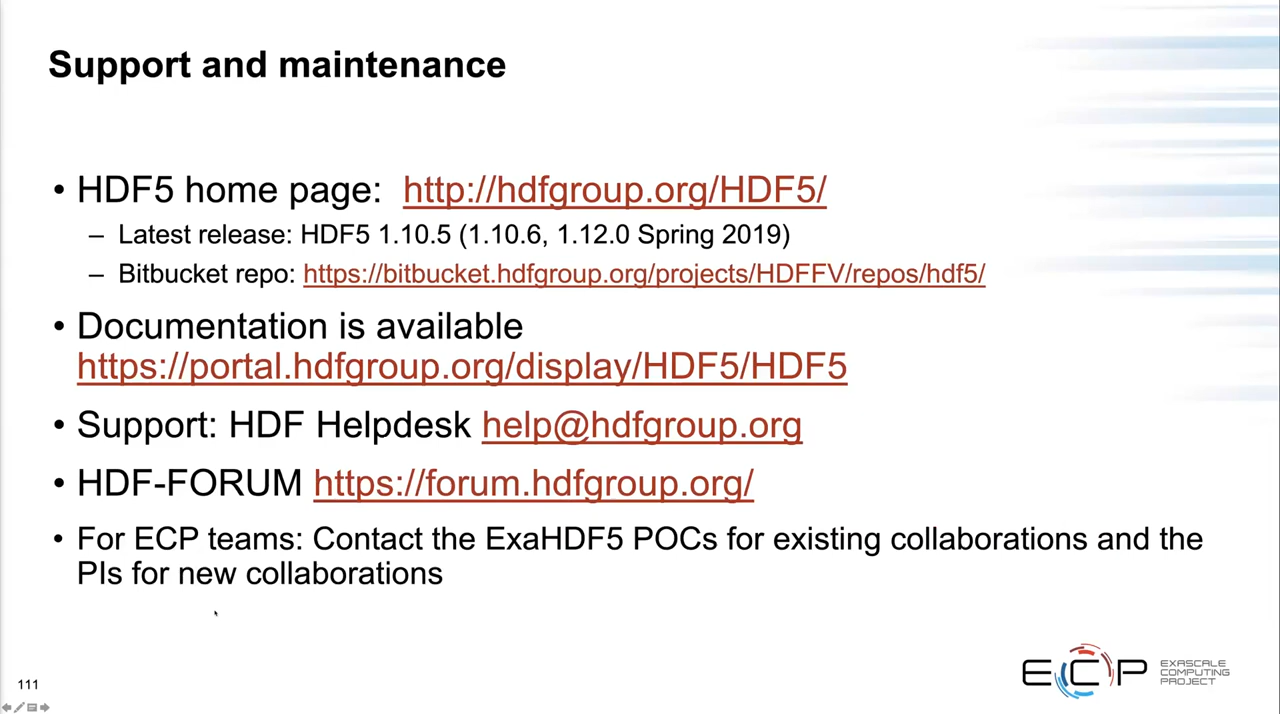 Support and maintenance
• HDF5 home page: http://hdfgroup.org/HDF5/
– Latest release: HDF5 1.10.5 (1.10.6, 1.12.0 Spring 2019)
– Bitbucket repo: https://bitbucket.hdfgroup.org/projects/HDFFV/repos/hdf5/
• Documentation is available
https://portal.hdfgroup.org/display/HDF5/HDF5
• Support: HDF Helpdesk help@hdfgroup.org
• HDF-FORUM https://forum.hdfgroup.org/
• For ECP teams: Contact the ExaHDF5 POCs for existing collaborations and the
PIs for new collaborations
ECP
EXASCALE
COMPUTING
PROJECT
111